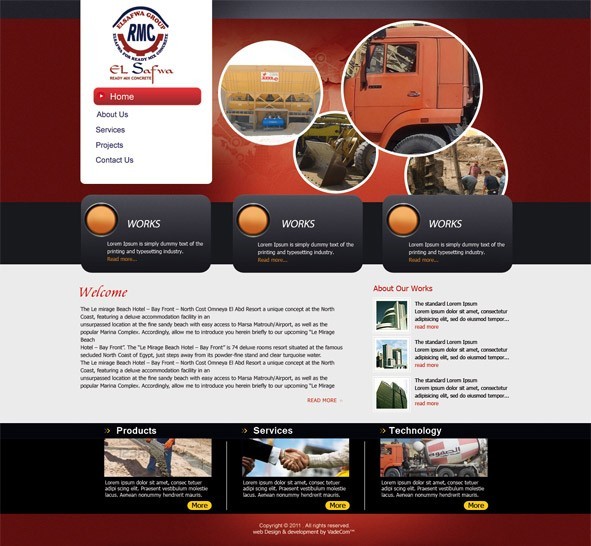 ELSAFWA GROUP
RMC
ELSAFWA FOR READY MIX CONCRETE
EL Safwa
READY MIX CONCRETE
Home
About Us
Services
Projects
Contact Us
WORKS
Lorem Ipsum is simply dummy text of the
printing and typesetting industry.
Read more...
WORKS
Lorem Ipsum is simply dummy text of the
printing and typesetting industry.
Read more...
WORKS
Lorem Ipsum is simply dummy text of the
printing and typesetting industry.
Read more...
Welcome
The Le mirage Beach Hotel – Bay Front – North Cost Omneya El Abd Resort a unique concept at the North
Coast, featuring a deluxe accommodation facility in an
unsurpassed location at the fine sandy beach with easy access to Marsa Matrouh/Airport, as well as the
popular Marina Complex. Accordingly, allow me to introduce you herein briefly to our upcoming "Le Mirage
Beach
Hotel – Bay Front". The "Le Mirage Beach Hotel – Bay Front" is 74 deluxe rooms resort situated at the famous
secluded North Coast of Egypt, just steps away from its powder-fine stand and clear turquoise water.
The Le mirage Beach Hotel – Bay Front – North Cost Omneya El Abd Resort a unique concept at the North
Coast, featuring a deluxe accommodation facility in an
unsurpassed location at the fine sandy beach with easy access to Marsa Matrouh/Airport, as well as the
popular Marina Complex. Accordingly, allow me to introduce you herein briefly to our upcoming "Le Mirage
READ MORE
About Our Works
The standard Lorem Ipsum
Lorem ipsum dolor sit amet, consectetur
adipisicing elit, sed do eiusmod tempor...
read more
The standard Lorem Ipsum
Lorem ipsum dolor sit amet, consectetur
adipisicing elit, sed do eiusmod tempor...
read more
The standard Lorem Ipsum
Lorem ipsum dolor sit amet, consectetur
adipisicing elit, sed do eiusmod tempor...
read more
Products
Lorem ipsum dolor sit amet, consec tetuer
adipi scing elit. Praesent vestibulum molestie
lacus. Aenean nonummy hendrerit mauris.
More
Services
Lorem ipsum dolor sit amet, consec tetuer
adipi scing elit. Praesent vestibulum molestie
lacus. Aenean nonummy hendrerit mauris.
More
Technology
Lorem ipsum dolor sit amet, consec tetuer
adipi scing elit. Praesent vestibulum molestie
lacus. Aenean nonummy hendrerit mauris.
More
Copyright © 2011 . All rights reserved.
web Design & development by VadeCom™